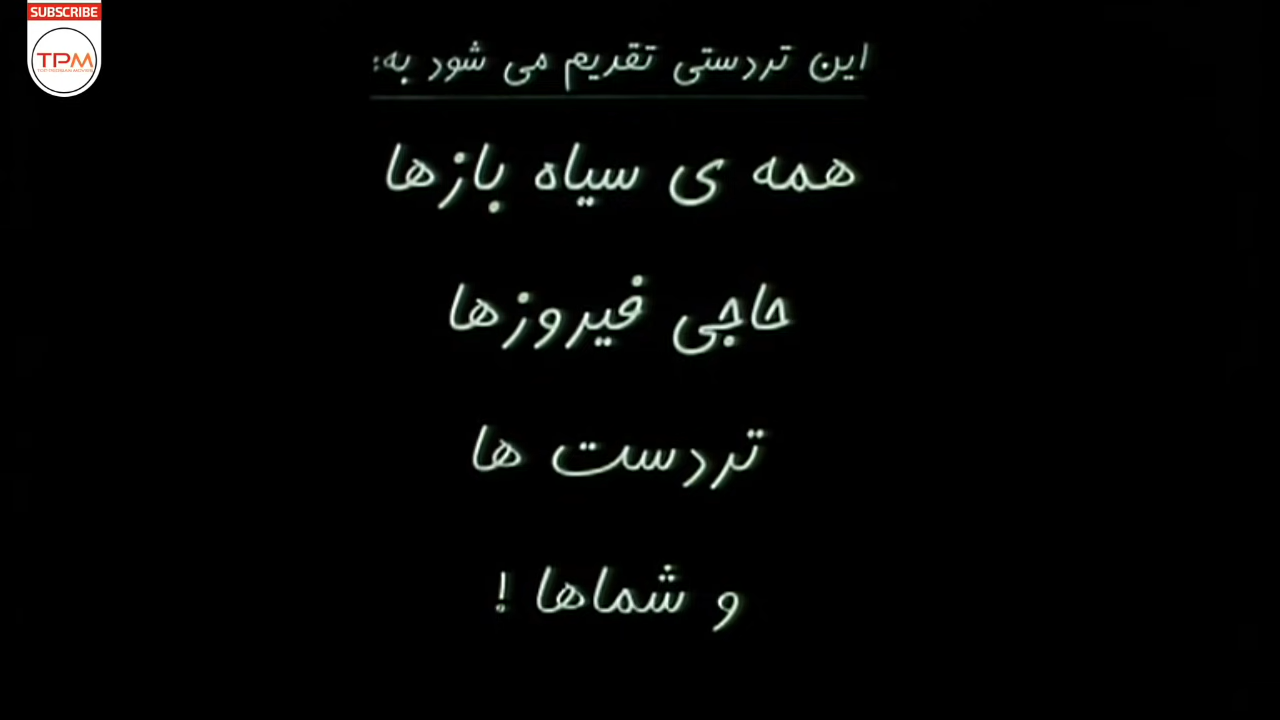 SUBSCRIBE
TPM
این تردستی تقدیم می شود به:
همه ی سیاه بازها
حاجی فیروزها
تردست ها
و شماها !